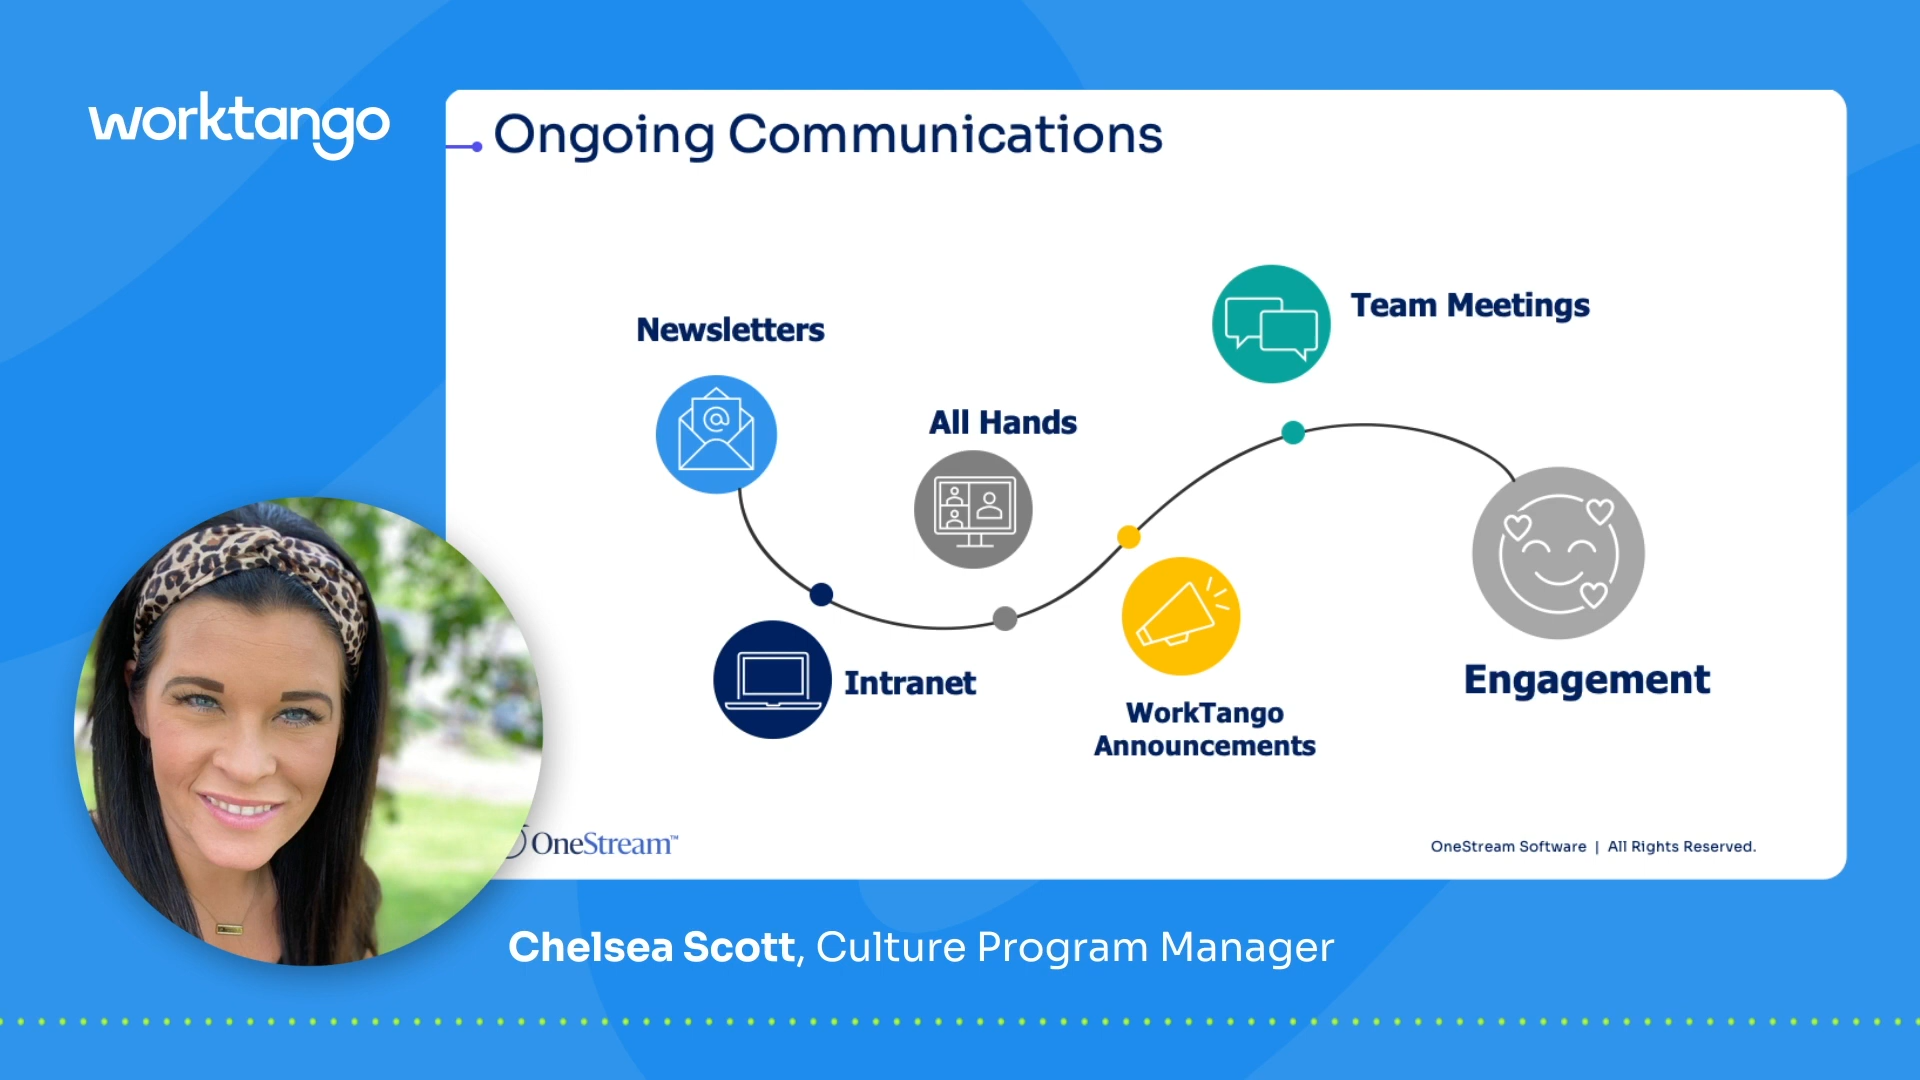 worktango
Ongoing Communications
Newsletters
@
All Hands
Team Meetings
Intranet
WorkTango
Announcements
Engagement
OneStream™
OneStream Software | All Rights Reserved.
Chelsea Scott, Culture Program Manager